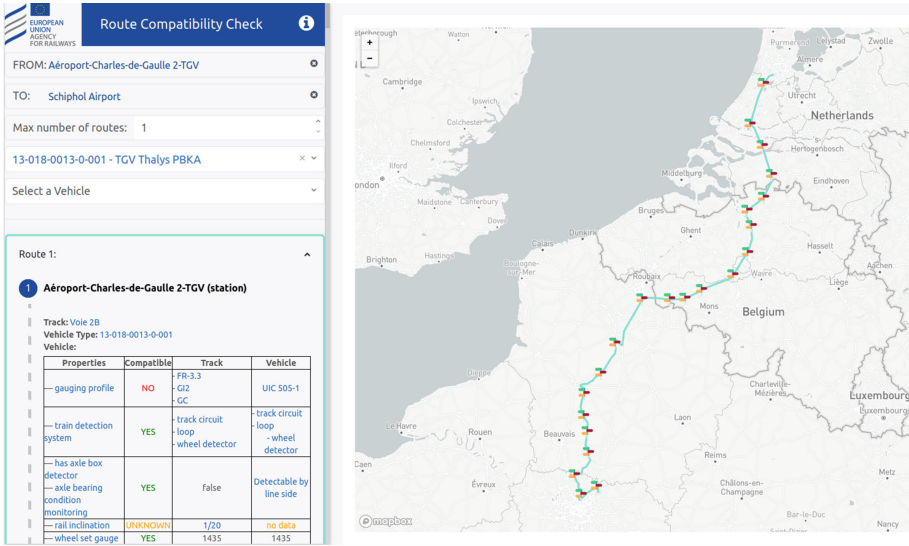 EUROPEAN
UNION
AGENCY
FOR RAILWAYS
Route Compatibility Check
i
FROM: Aéroport-Charles-de-Gaulle 2-TGV
TO: Schiphol Airport
Max number of routes: 1
13-018-0013-0-001 - TGV Thalys PBKA
Select a Vehicle
Route 1:
1 Aéroport-Charles-de-Gaulle 2-TGV (station)
Track: Voie 2B
Vehicle Type: 13-018-0013-0-001
Vehicle:
Properties Compatible Track Vehicle
— gauging profile NO - FR-3.3
- GI2
- GC UIC 505-1
— train detection
system YES - track circuit
- loop
- wheel detector - track circuit
- loop
- wheel
detector
— has axle box
detector
— axle bearing
condition
monitoring YES false Detectable by
line side
— rail inclination UNKNOWN 1/20 no data
— wheel set gauge YES 1435 1435
+
-
Watton
Cambridge
Ipswich
Colchester
Chelmsford
Ilford
Maidstone
Canterbury
Dover
Brighton
Hastings
Calais
Dunkirk
Boulogne-
sur-Mer
Bruges
Ghent
Roubaix
Middelburg
Purmerend
Lelystad
Zwolle
Almere
Utrecht
Netherlands
's-
Hertogenbosch
Eindhoven
Hasselt
Aachen
Wavre
Liège
Mons
Belgium
Dieppe
Charleville-
Mézières
Luxembourg
Luxembourg
Le Havre
Rouen
Beauvais
Laon
Reims
Caen
Évreux
Châlons-en-
Champagne
Metz
Bar-le-Duc
Nancy
Saint-Dizier
mapbox